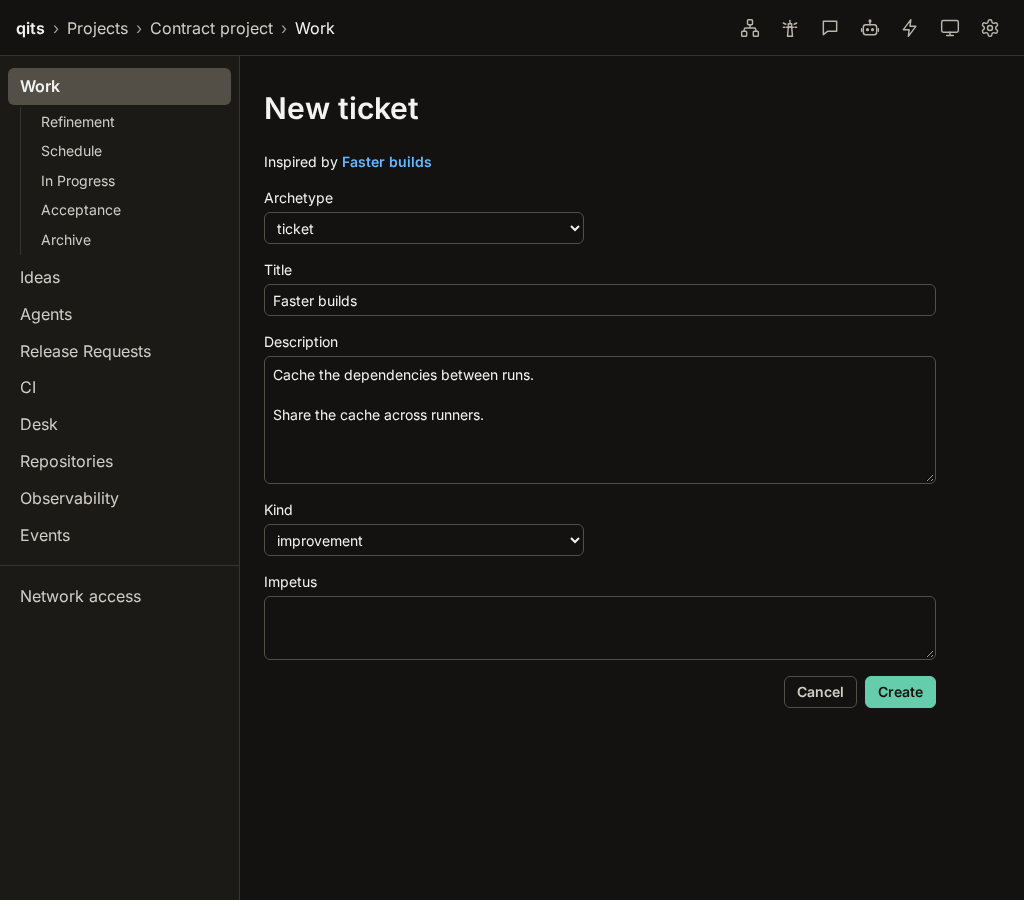 qits › Projects › Contract project › Work
Work
Refinement
Schedule
In Progress
Acceptance
Archive
Ideas
Agents
Release Requests
CI
Desk
Repositories
Observability
Events
Network access
New ticket
Inspired by Faster builds
Archetype
ticket
Title
Faster builds
Description
Cache the dependencies between runs.
Share the cache across runners.
Kind
improvement
Impetus
Cancel
Create